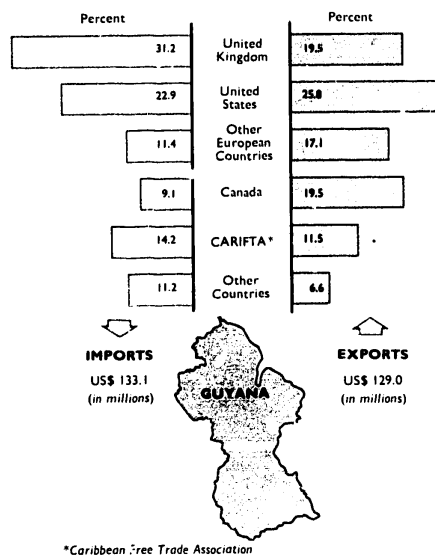 Percent Percent
31.2 United Kingdom 19.5
22.9 United States 25.8
11.4 Other European Countries 17.1
9.1 Canada 19.5
14.2 CARIFTA* 11.5
11.2 Other Countries 6.6
IMPORTS
US$ 133.1
(in millions)
EXPORTS
US$ 129.0
(in millions)
GUYANA
*Caribbean Free Trade Association